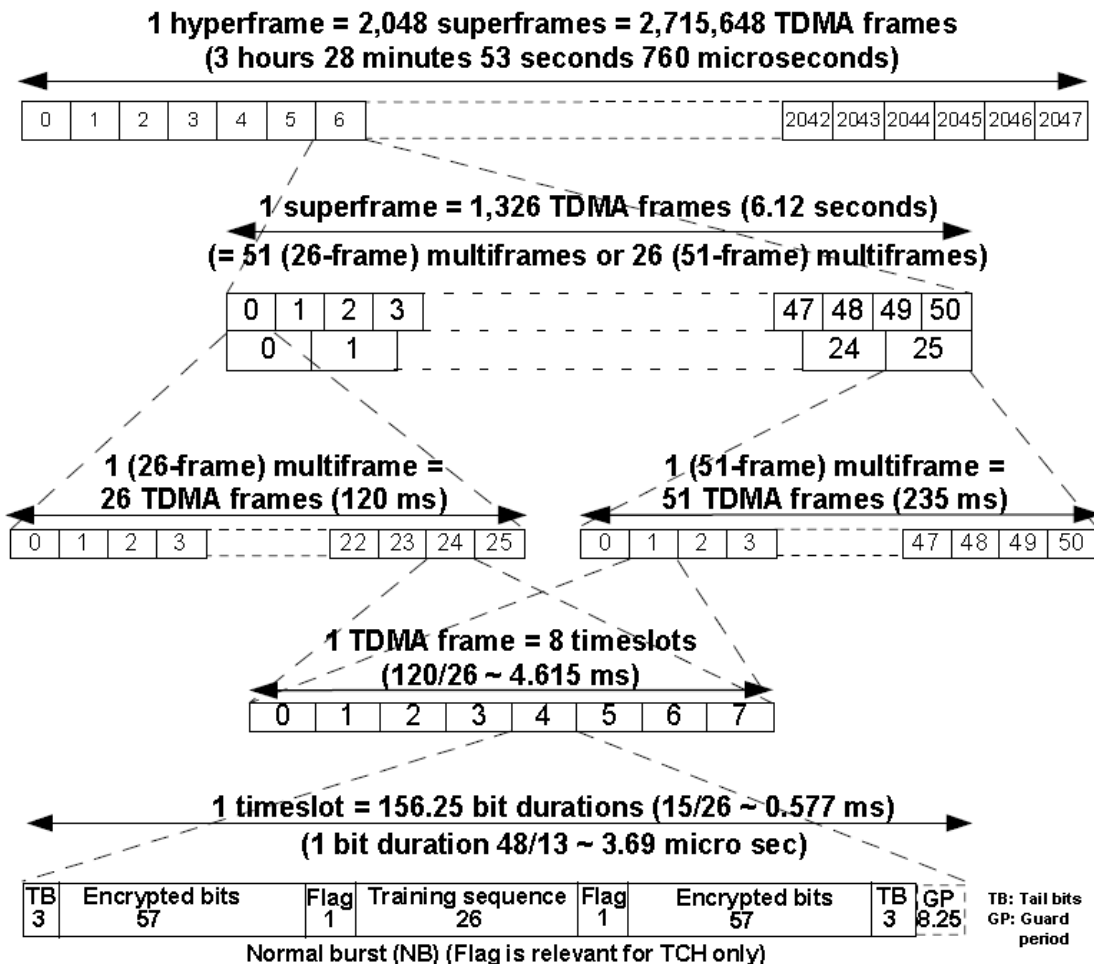 1 hyperframe = 2,048 superframes = 2,715,648 TDMA frames
(3 hours 28 minutes 53 seconds 760 microseconds)
0 1 2 3 4 5 6 2042 2043 2044 2045 2046 2047
1 superframe = 1,326 TDMA frames (6.12 seconds)
(= 51 (26-frame) multiframes or 26 (51-frame) multiframes)
0 1 2 3 47 48 49 50
0 1 24 25
1 (26-frame) multiframe =
26 TDMA frames (120 ms)
1 (51-frame) multiframe =
51 TDMA frames (235 ms)
0 1 2 3 22 23 24 25
0 1 2 3 47 48 49 50
1 TDMA frame = 8 timeslots
(120/26 ~ 4.615 ms)
0 1 2 3 4 5 6 7
1 timeslot = 156.25 bit durations (15/26 ~ 0.577 ms)
(1 bit duration 48/13 ~ 3.69 micro sec)
TB Encrypted bits Flag Training sequence Flag Encrypted bits TB GP
3 57 1 26 1 57 3 8.25
TB: Tail bits
GP: Guard
period
Normal burst (NB) (Flag is relevant for TCH only)